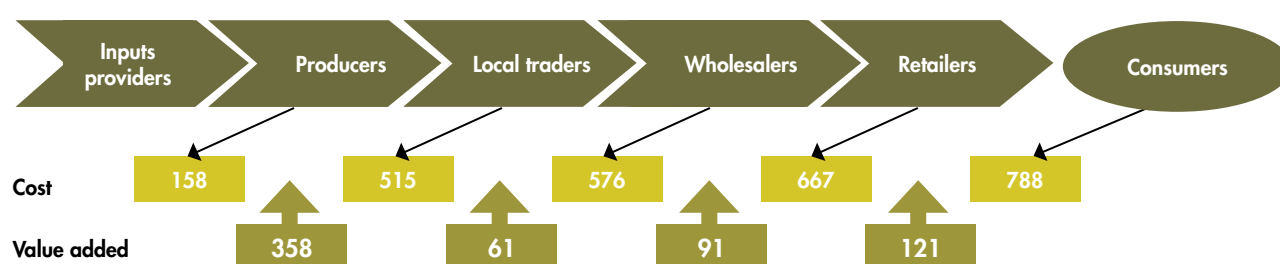 Inputs
providers
Producers
Local traders
Wholesalers
Retailers
Consumers
Cost
158
515
576
667
788
Value added
358
61
91
121